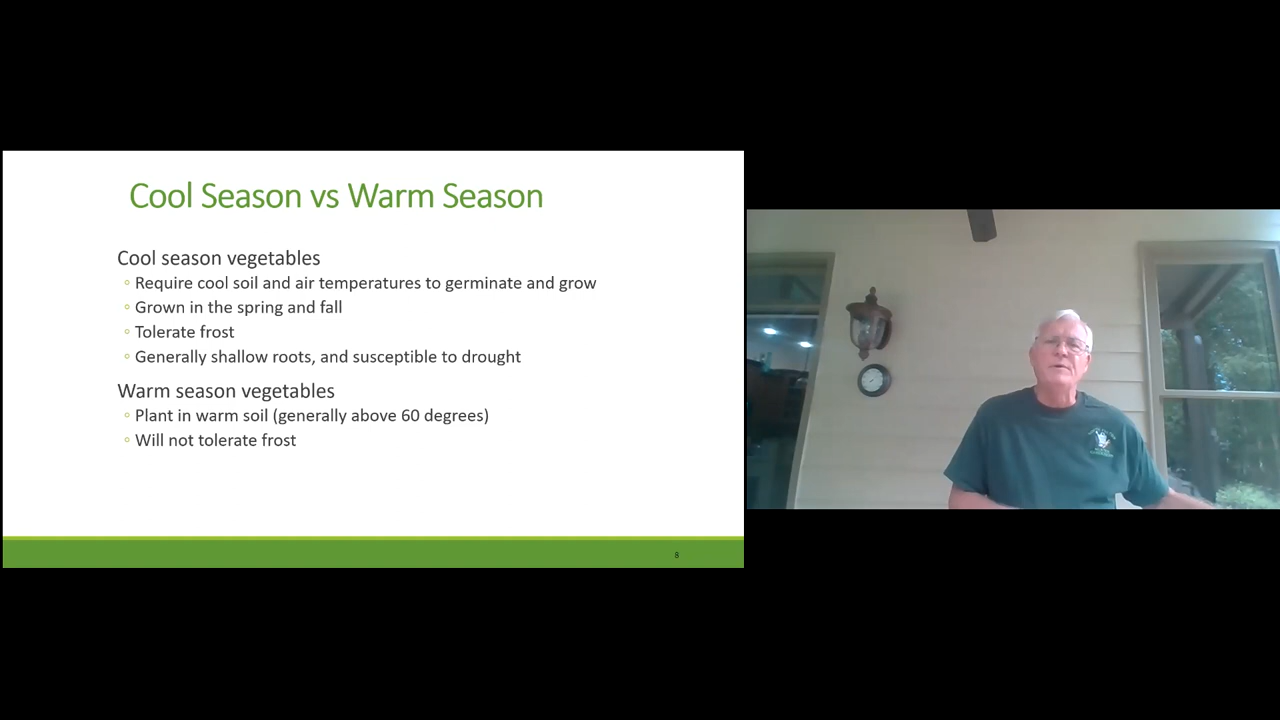 Cool Season vs Warm Season
Cool season vegetables
◦ Require cool soil and air temperatures to germinate and grow
◦ Grown in the spring and fall
◦ Tolerate frost
◦ Generally shallow roots, and susceptible to drought
Warm season vegetables
◦ Plant in warm soil (generally above 60 degrees)
◦ Will not tolerate frost
8